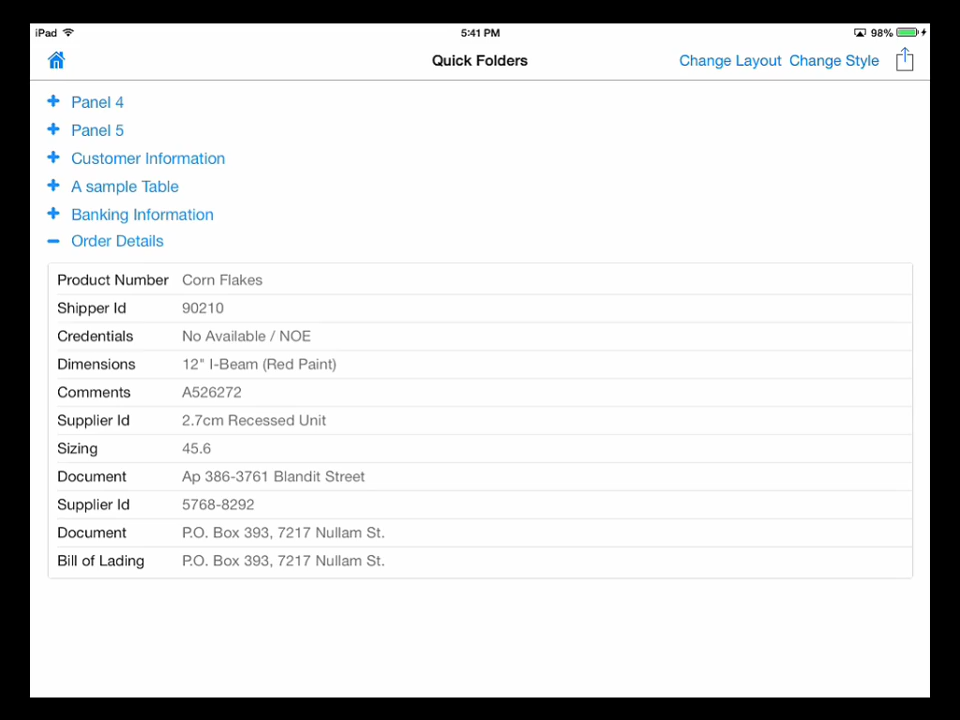 iPad 5:41 PM 98%
Quick Folders Change Layout Change Style
Panel 4
Panel 5
Customer Information
A sample Table
Banking Information
Order Details
Product Number Corn Flakes
Shipper Id 90210
Credentials No Available / NOE
Dimensions 12" I-Beam (Red Paint)
Comments A526272
Supplier Id 2.7cm Recessed Unit
Sizing 45.6
Document Ap 386-3761 Blandit Street
Supplier Id 5768-8292
Document P.O. Box 393, 7217 Nullam St.
Bill of Lading P.O. Box 393, 7217 Nullam St.